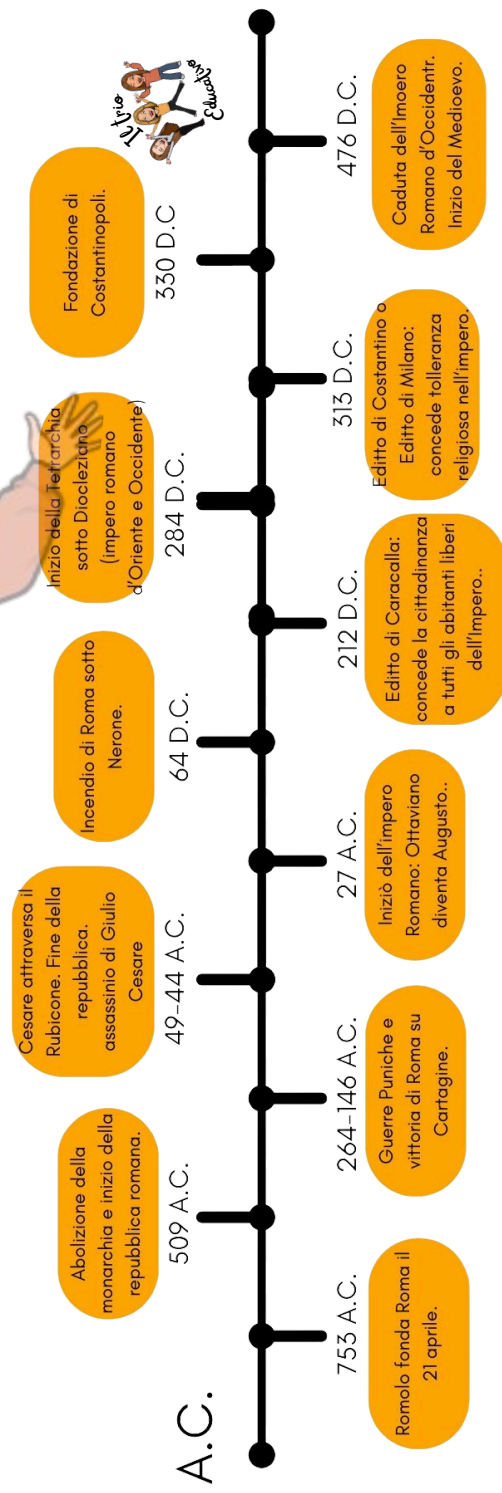 A.C.
753 A.C.
Romolo fonda Roma il
21 aprile.
Abolizione della
monarchia e inizio della
repubblica romana.
509 A.C.
264-146 A.C.
Guerre Puniche e
vittoria di Roma su
Cartagine.
Cesare attraversa il
Rubicone. Fine della
repubblica.
assassinio di Giulio
Cesare
49-44 A.C.
27 A.C.
Iniziò dell'impero
Romano: Ottaviano
diventa Augusto..
Incendio di Roma sotto
Nerone.
64 D.C.
212 D.C.
Editto di Caracalla:
concede la cittadinanza
a tutti gli abitanti liberi
dell'Impero..
Inizio della Tetrarchia
sotto Diocleziano
(impero romano
d'Oriente e Occidente)
284 D.C.
313 D.C.
Editto di Costantino o
Editto di Milano:
concede tolleranza
religiosa nell'impero.
Fondazione di
Costantinopoli.
330 D.C
476 D.C.
Caduta dell'Imoero
Romano d'Occidentr.
Inizio del Medioevo.
Il trio
Educativo